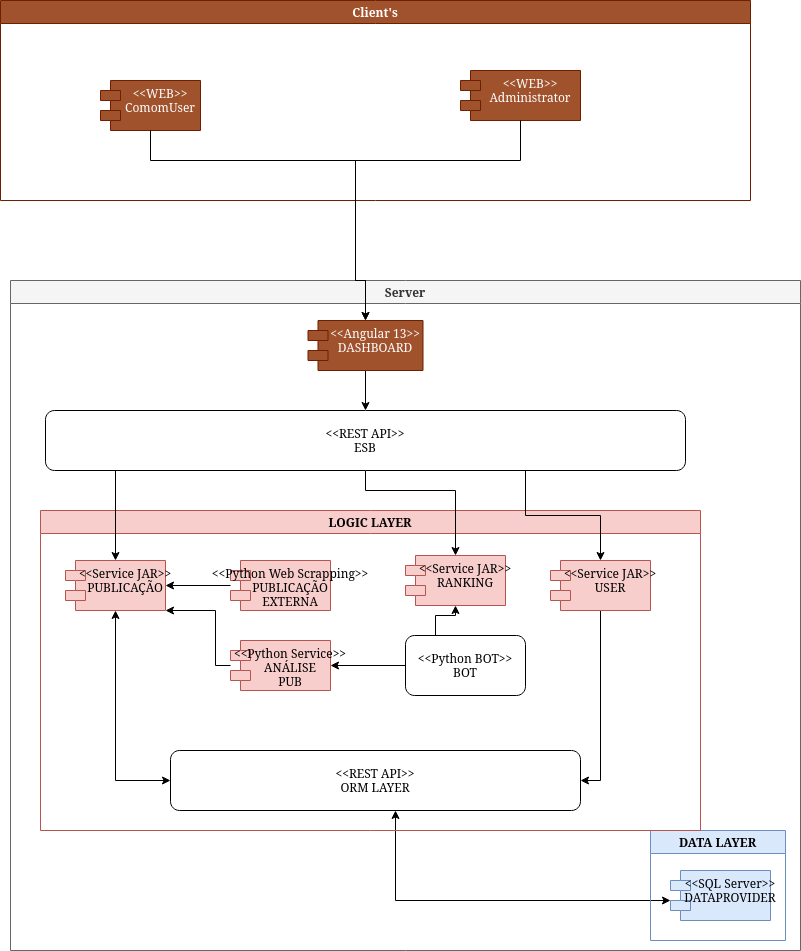 Client's
<<WEB>>
ComomUser
<<WEB>>
Administrator
Server
<<Angular 13>>
DASHBOARD
<<REST API>>
ESB
LOGIC LAYER
<<Service JAR>>
PUBLICAÇÃO
<<Python Web Scrapping>>
PUBLICAÇÃO
EXTERNA
<<Service JAR>>
RANKING
<<Service JAR>>
USER
<<Python Service>>
ANÁLISE
PUB
<<Python BOT>>
BOT
<<REST API>>
ORM LAYER
DATA LAYER
<<SQL Server>>
DATAPROVIDER